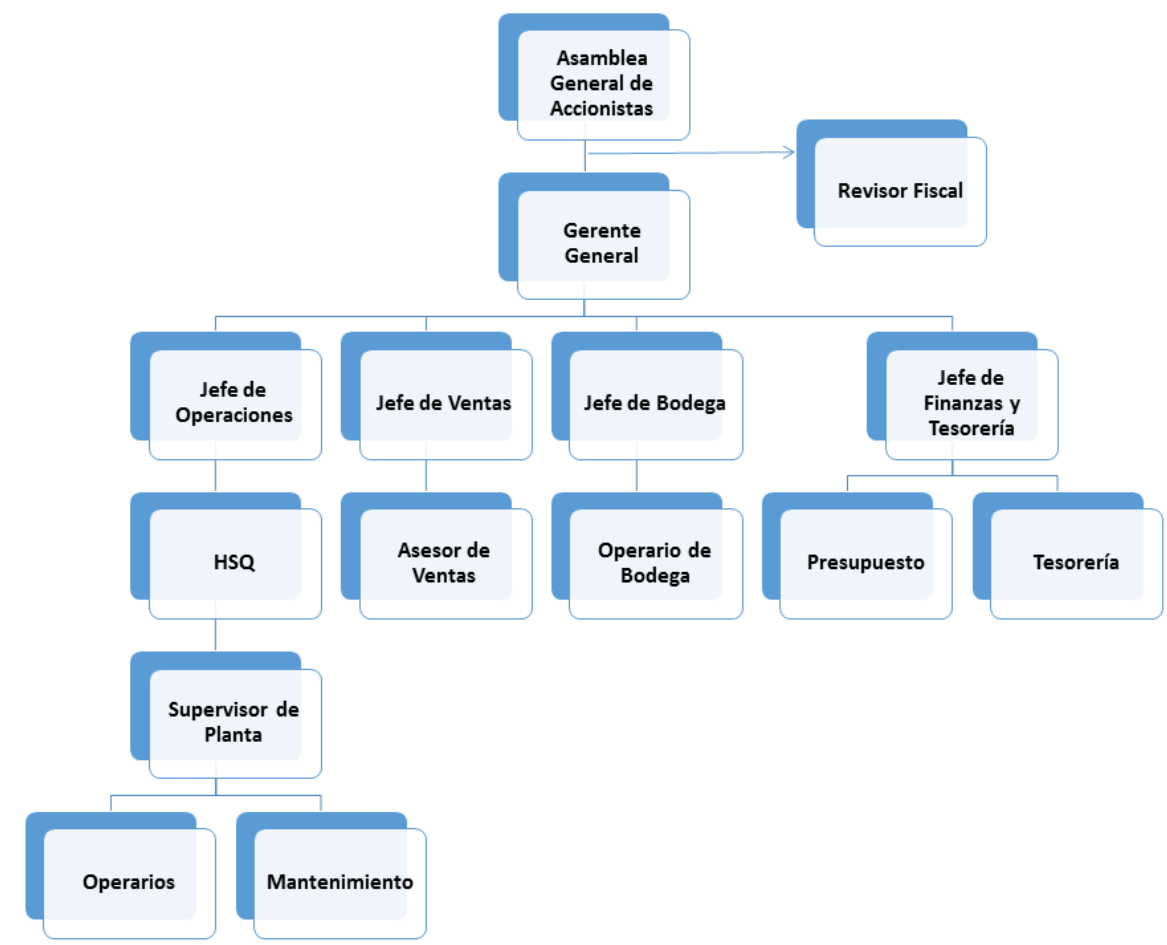 Asamblea
General de
Accionistas
Revisor Fiscal
Gerente
General
Jefe de
Operaciones
Jefe de Ventas
Jefe de Bodega
Jefe de
Finanzas y
Tesorería
HSQ
Asesor de
Ventas
Operario de
Bodega
Presupuesto
Tesorería
Supervisor de
Planta
Operarios
Mantenimiento